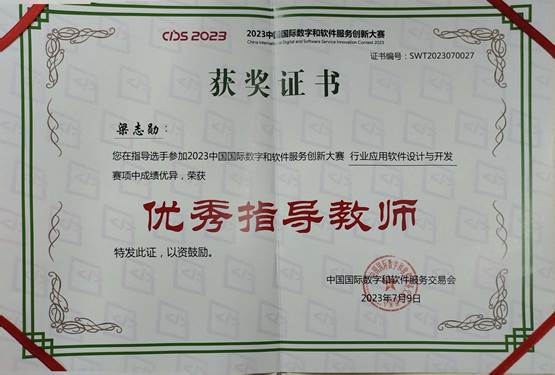 CIDS 2023
2023中国国际数字和软件服务创新大赛
China International Digital and Software Service Innovation Contest 2023
证书编号：SWT2023070027
获奖证书
梁志勋：
您在指导选手参加2023中国国际数字和软件服务创新大赛 行业应用软件设计与开发
赛项中成绩优异，荣获
优秀指导教师
特发此证，以资鼓励。
中国国际数字和软件服务交易会
2023年7月9日